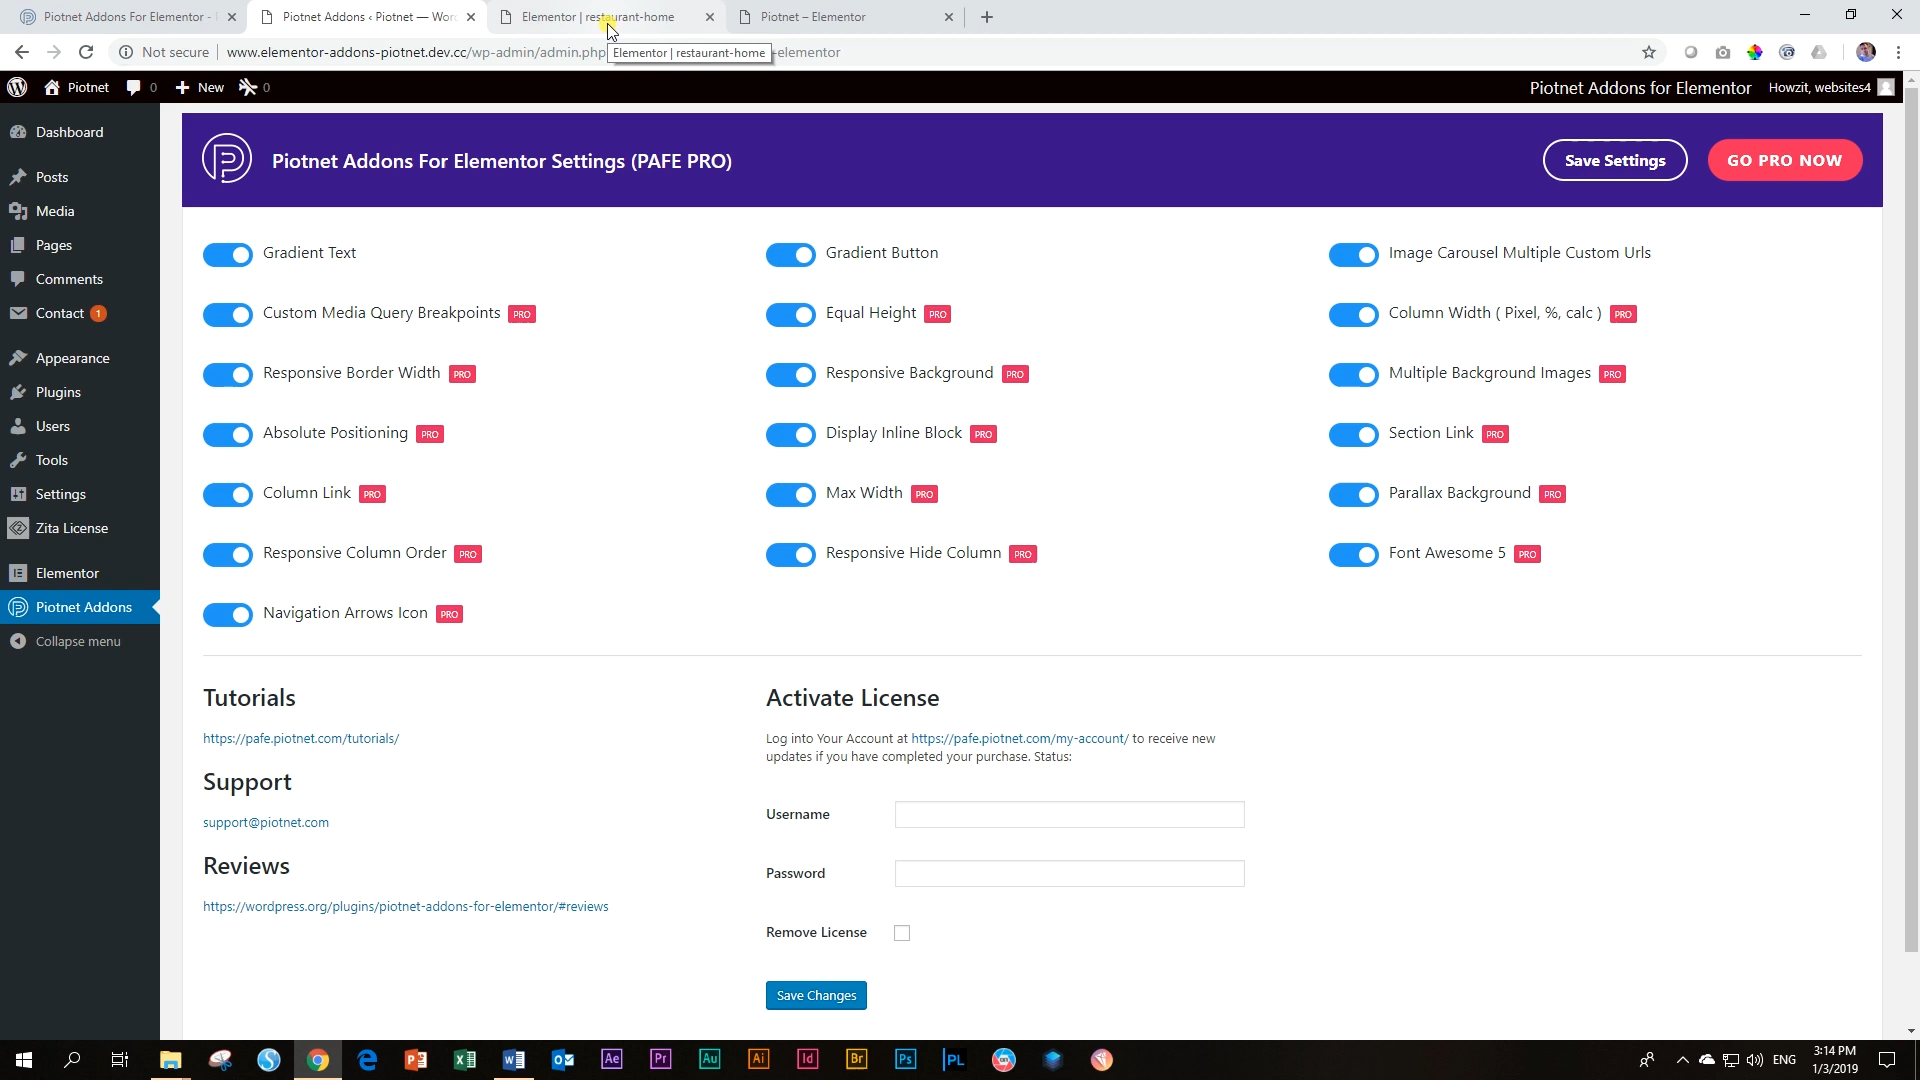 Piotnet Addons For Elementor -
Piotnet Addons ‹ Piotnet — Wor
Elementor | restaurant-home
Piotnet – Elementor
Not secure
www.elementor-addons-piotnet.dev.cc/wp-admin/admin.php
Elementor | restaurant-home
elementor
Piotnet
0
New
0
Piotnet Addons for Elementor
Howzit, websites4
Dashboard
Posts
Media
Pages
Comments
Contact 1
Appearance
Plugins
Users
Tools
Settings
Zita License
Elementor
Piotnet Addons
Collapse menu
Piotnet Addons For Elementor Settings (PAFE PRO)
Save Settings
GO PRO NOW
Gradient Text
Gradient Button
Image Carousel Multiple Custom Urls
Custom Media Query Breakpoints PRO
Equal Height PRO
Column Width ( Pixel, %, calc ) PRO
Responsive Border Width PRO
Responsive Background PRO
Multiple Background Images PRO
Absolute Positioning PRO
Display Inline Block PRO
Section Link PRO
Column Link PRO
Max Width PRO
Parallax Background PRO
Responsive Column Order PRO
Responsive Hide Column PRO
Font Awesome 5 PRO
Navigation Arrows Icon PRO
Tutorials
https://pafe.piotnet.com/tutorials/
Support
support@piotnet.com
Reviews
https://wordpress.org/plugins/piotnet-addons-for-elementor/#reviews
Activate License
Log into Your Account at https://pafe.piotnet.com/my-account/ to receive new
updates if you have completed your purchase. Status:
Username
Password
Remove License
Save Changes
Ae
Pr
Au
Ai
Id
Br
Ps
PL
ENG
3:14 PM
1/3/2019